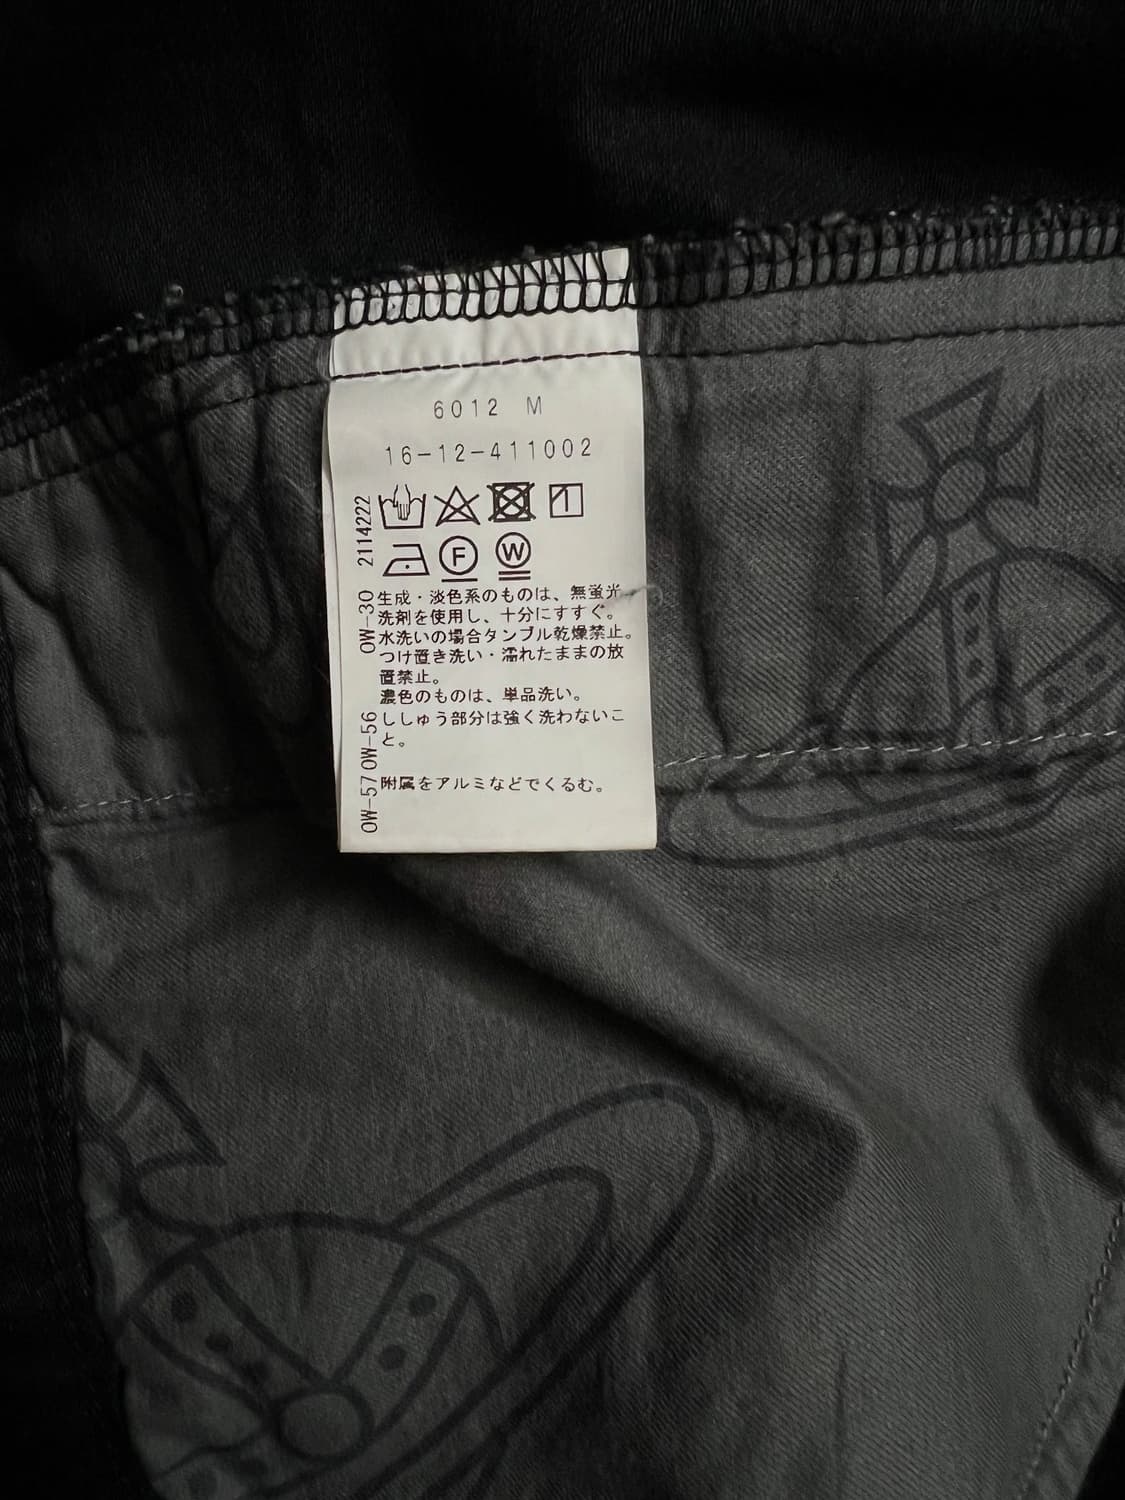 6012 M
16-12-411002
2114222
F
W
OW-30
生成・淡色系のものは、無蛍光
洗剤を使用し、十分にすすぐ。
水洗いの場合タンブル乾燥禁止。
つけ置き洗い・濡れたままの放
置禁止。
濃色のものは、単品洗い。
OW-56
ししゅう部分は強く洗わないこ
と。
OW-57
附属をアルミなどでくるむ。